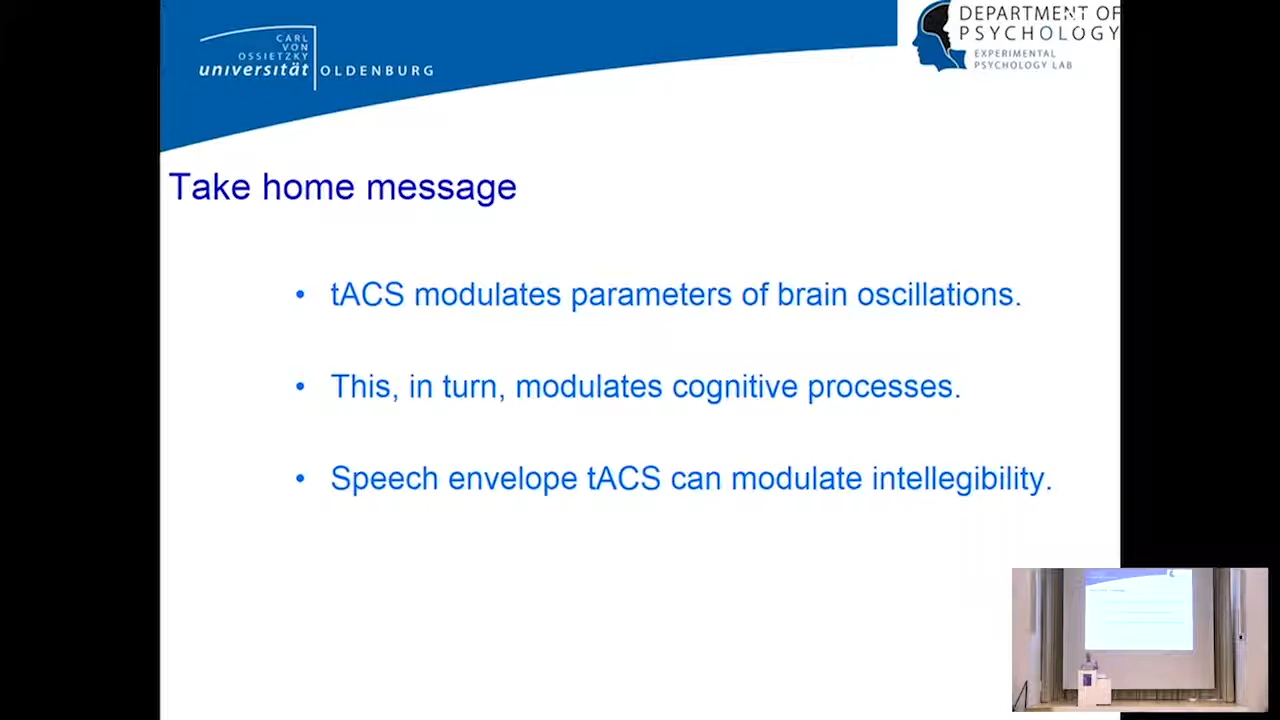 CARL
VON
OSSIETZKY
universität OLDENBURG
DEPARTMENT OF
PSYCHOLOGY
EXPERIMENTAL
PSYCHOLOGY LAB
Take home message
• tACS modulates parameters of brain oscillations.
• This, in turn, modulates cognitive processes.
• Speech envelope tACS can modulate intellegibility.